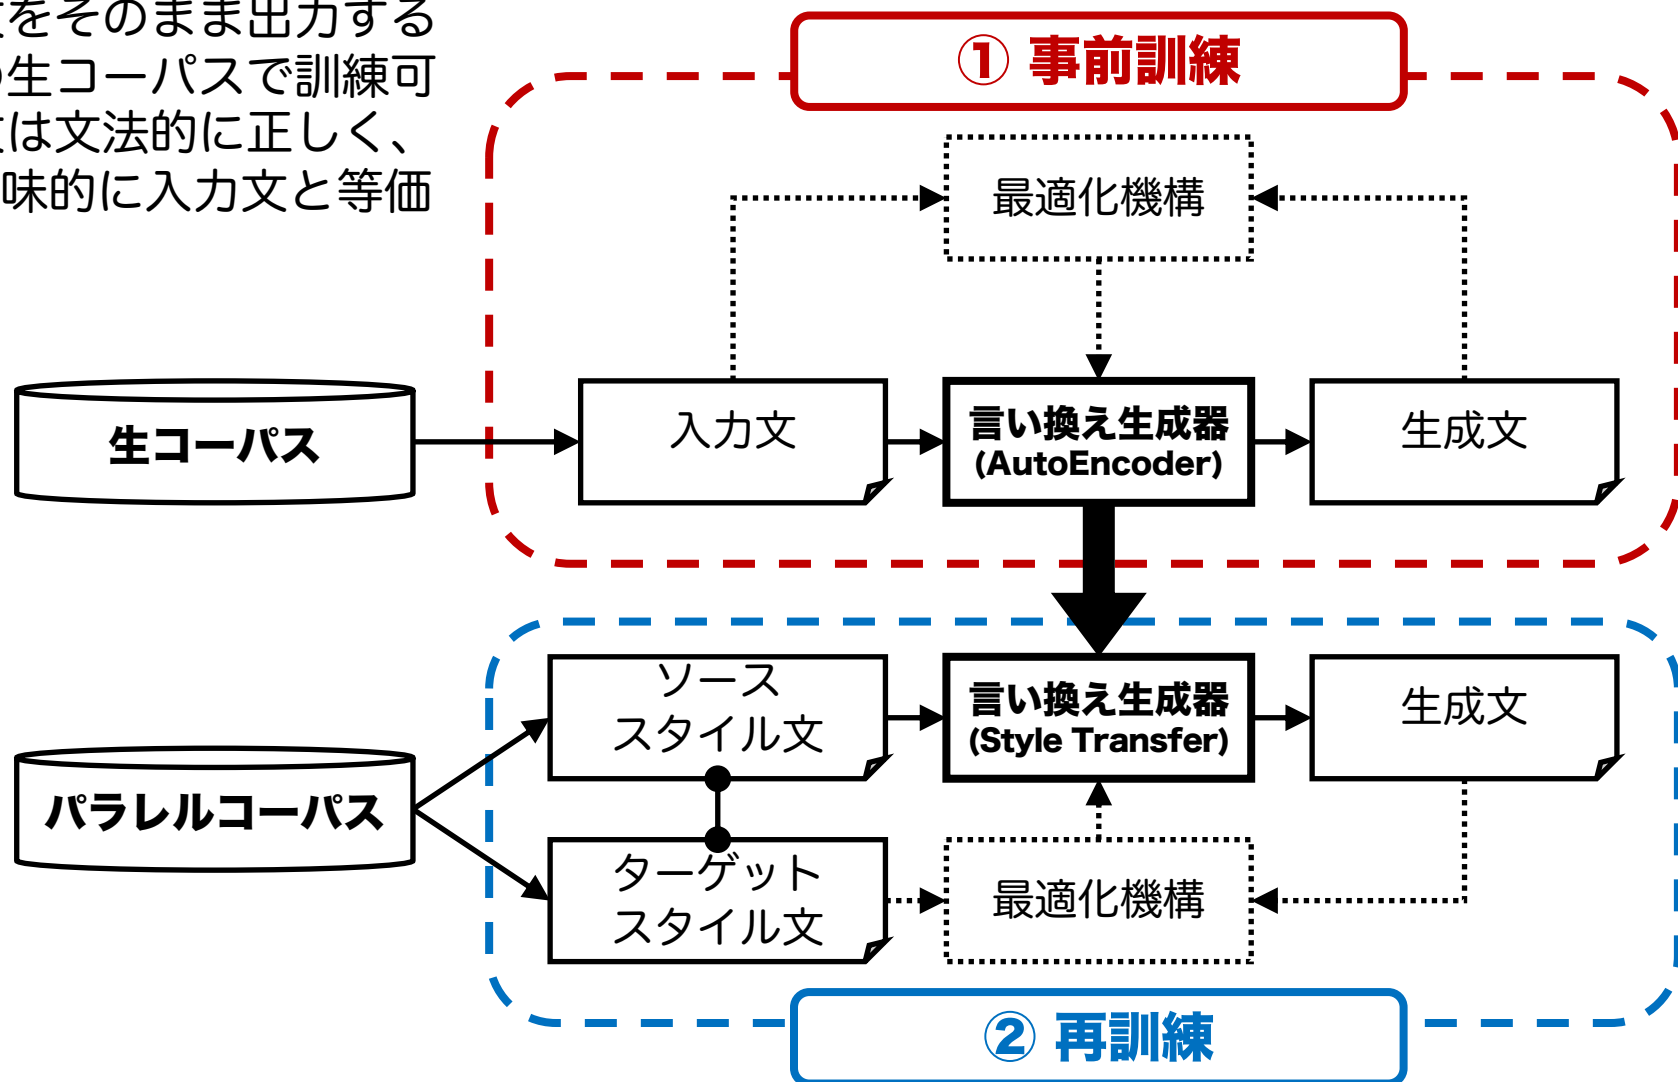 をそのまま出力する
生コーパスで訓練可
は文法的に正しく、
味的に入力文と等価
① 事前訓練
最適化機構
生コーパス
入力文
言い換え生成器
(AutoEncoder)
生成文
ソース
スタイル文
言い換え生成器
(Style Transfer)
生成文
パラレルコーパス
ターゲット
スタイル文
最適化機構
② 再訓練